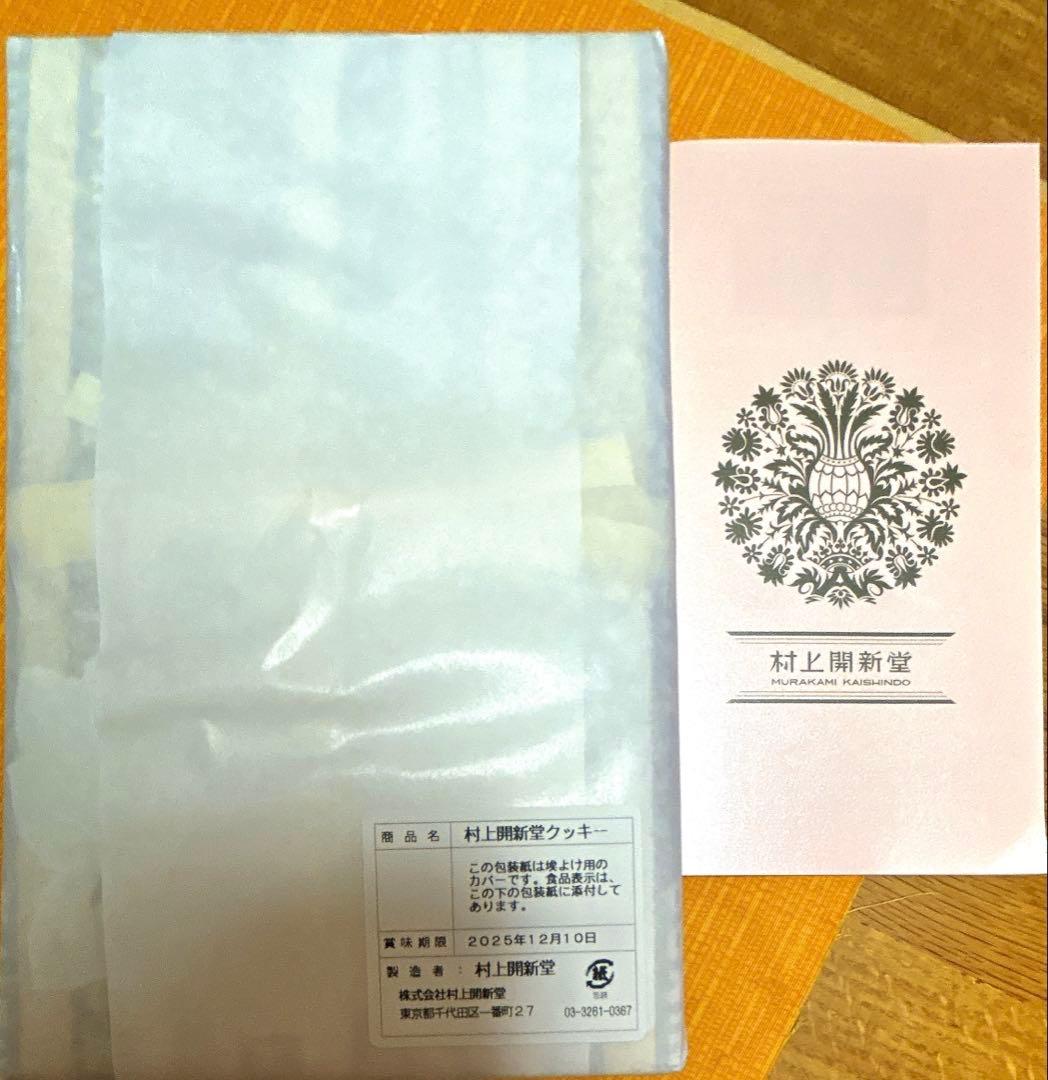 商品名 村上開新堂クッキー
この包装紙は埃よけ用の
カバーです。食品表示は、
この下の包装紙に添付して
あります。
賞味期限 2025年12月10日
製造者: 村上開新堂
株式会社村上開新堂
東京都千代田区一番町27 03-3261-0367
紙
包装
村上開新堂
MURAKAMI KAISHINDO